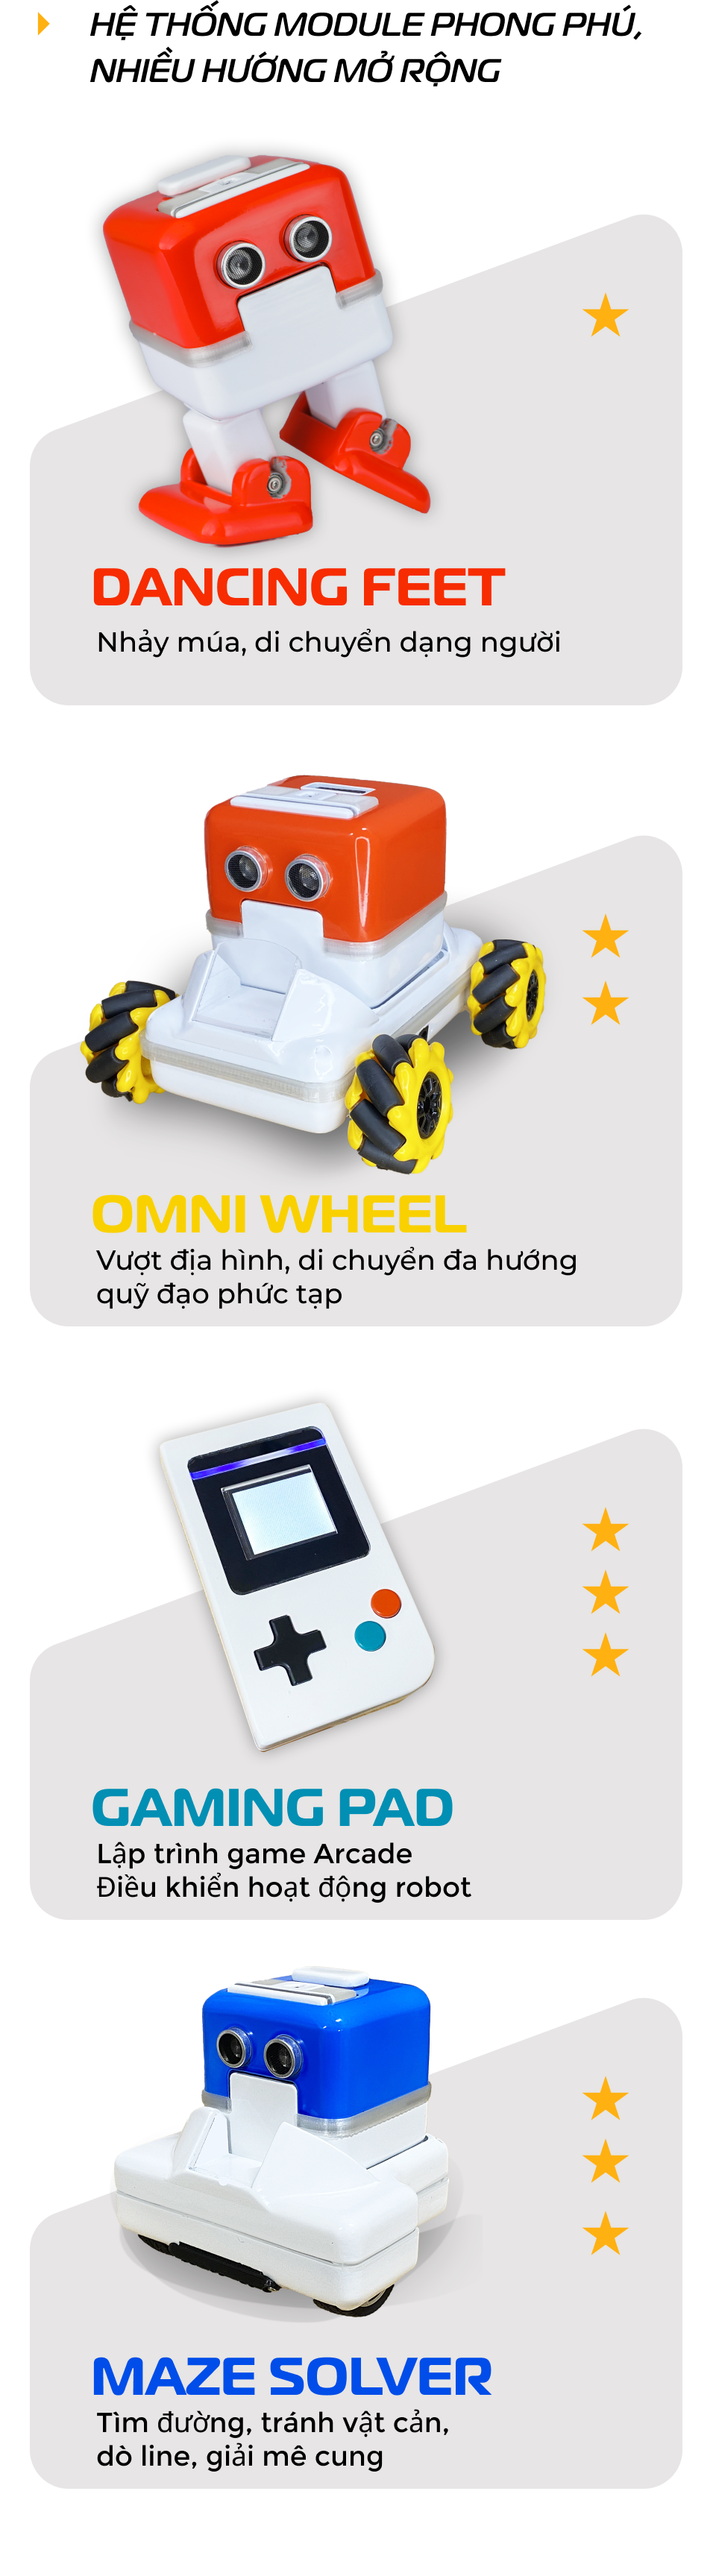 HỆ THỐNG MODULE PHONG PHÚ,
NHIỀU HƯỚNG MỞ RỘNG
DANCING FEET
Nhảy múa, di chuyển dạng người
OMNI WHEEL
Vượt địa hình, di chuyển đa hướng
quỹ đạo phức tạp
GAMING PAD
Lập trình game Arcade
Điều khiển hoạt động robot
MAZE SOLVER
Tìm đường, tránh vật cản,
dò line, giải mê cung